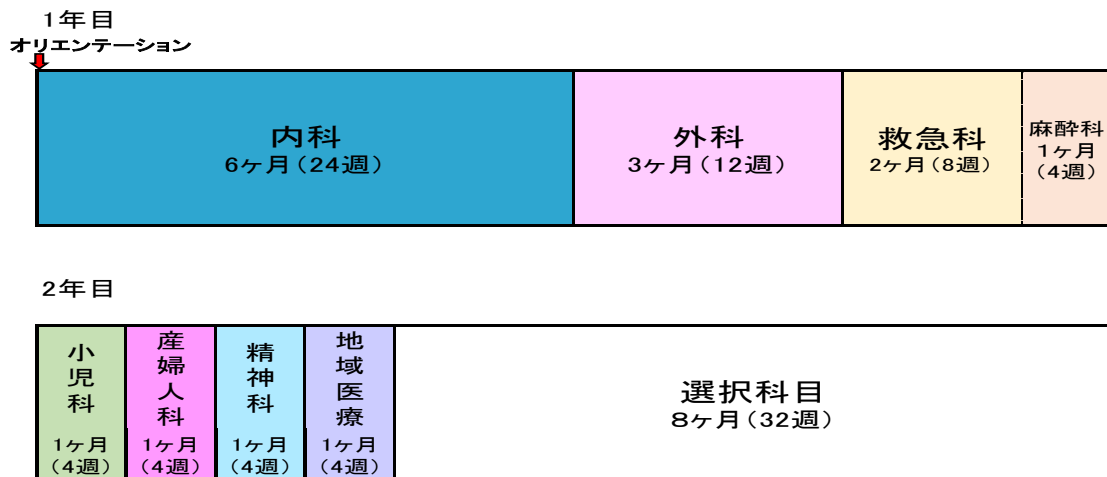 1年目
オリエンテーション
内科
6ヶ月(24週)
外科
3ヶ月(12週)
救急科
2ヶ月(8週)
麻酔科
1ヶ月
(4週)
2年目
小児科
1ヶ月
(4週)
産婦人科
1ヶ月
(4週)
精神科
1ヶ月
(4週)
地域医療
1ヶ月
(4週)
選択科目
8ヶ月(32週)